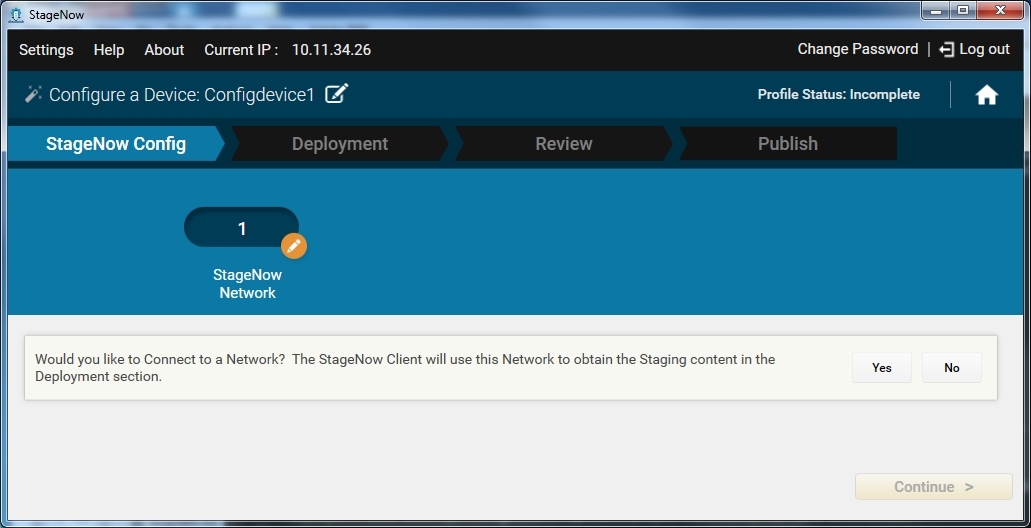 StageNow
Settings Help About Current IP : 10.11.34.26 Change Password | Log out
Configure a Device: Configdevice1 Profile Status: Incomplete
StageNow Config Deployment Review Publish
1
StageNow
Network
Would you like to Connect to a Network? The StageNow Client will use this Network to obtain the Staging content in the
Deployment section.
Yes No
Continue >